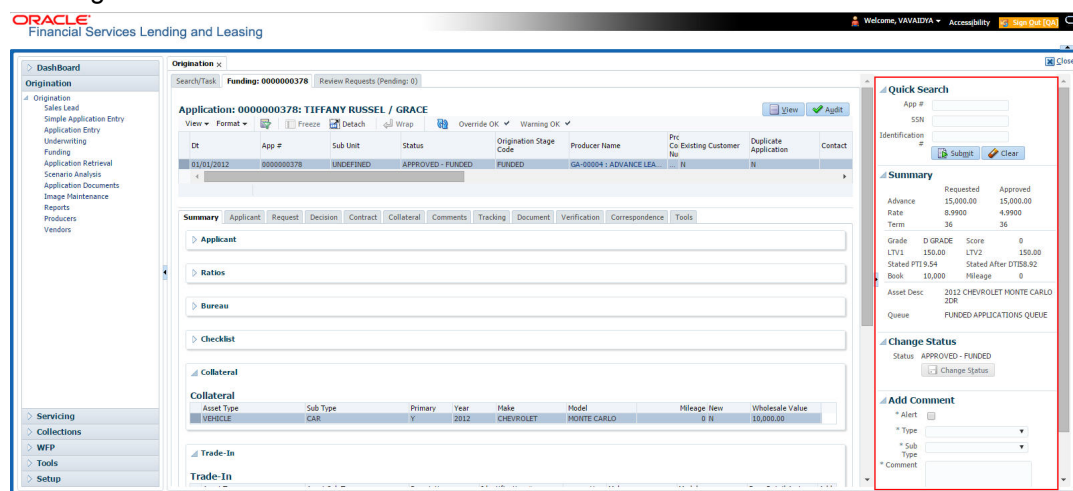 ORACLE
Financial Services Lending and Leasing
Welcome, VAVAIDYA Accessibility Sign Out [QA]
Close
DashBoard
Origination
Origination
Sales Lead
Simple Application Entry
Application Entry
Underwriting
Funding
Application Retrieval
Scenario Analysis
Application Documents
Image Maintenance
Reports
Producers
Vendors
Servicing
Collections
WFP
Tools
Setup
Origination x
Search/Task Funding: 0000000378 Review Requests (Pending: 0)
Application: 0000000378: TIFFANY RUSSEL / GRACE
View Audit
View Format Freeze Detach Wrap Override OK Warning OK
Dt App # Sub Unit Status Origination Stage Code Producer Name Prc Co Nu Existing Customer Duplicate Application Contact
01/01/2012 0000000378 UNDEFINED APPROVED - FUNDED FUNDED GA-00004 : ADVANCE LEA... ... N N
Summary Applicant Request Decision Contract Collateral Comments Tracking Document Verification Correspondence Tools
Applicant
Ratios
Bureau
Checklist
Collateral
Collateral
Asset Type Sub Type Primary Year Make Model Mileage New Wholesale Value
VEHICLE CAR Y 2012 CHEVROLET MONTE CARLO 0 N 10,000.00
Trade-In
Trade-In
Quick Search
App #
SSN
Identification
#
Submit Clear
Summary
Requested Approved
Advance 15,000.00 15,000.00
Rate 8.9900 4.9900
Term 36 36
Grade D GRADE Score 0
LTV1 150.00 LTV2 150.00
Stated PTI 9.54 Stated After DTI 58.92
Book 10,000 Mileage 0
Asset Desc 2012 CHEVROLET MONTE CARLO
2DR
Queue FUNDED APPLICATIONS QUEUE
Change Status
Status APPROVED - FUNDED
Change Status
Add Comment
* Alert
* Type
* Sub
Type
* Comment